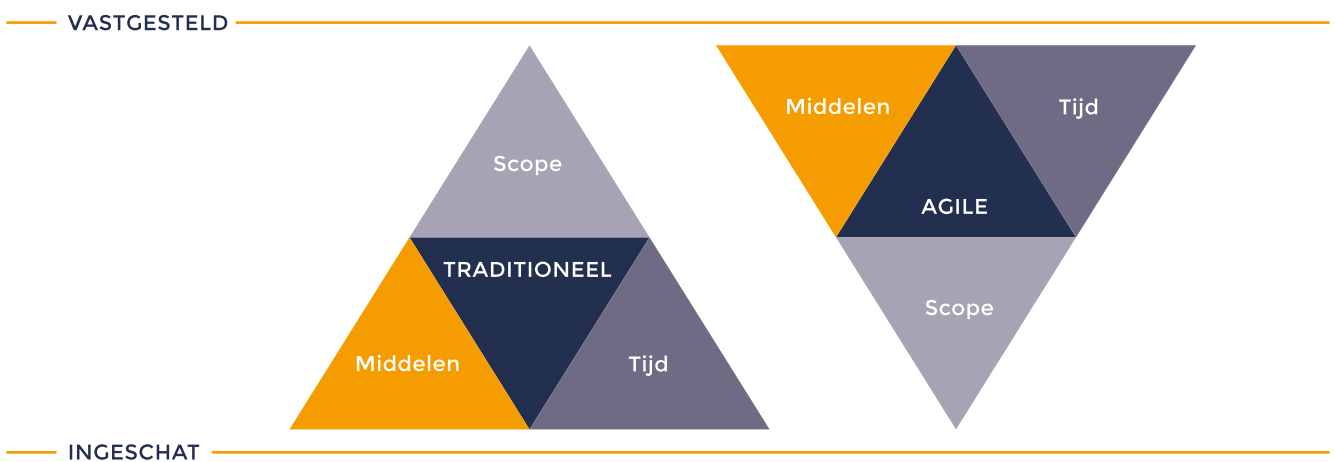 VASTGESTELD
Scope
TRADITIONEEL
Middelen
Tijd
Middelen
Tijd
AGILE
Scope
INGESCHAT